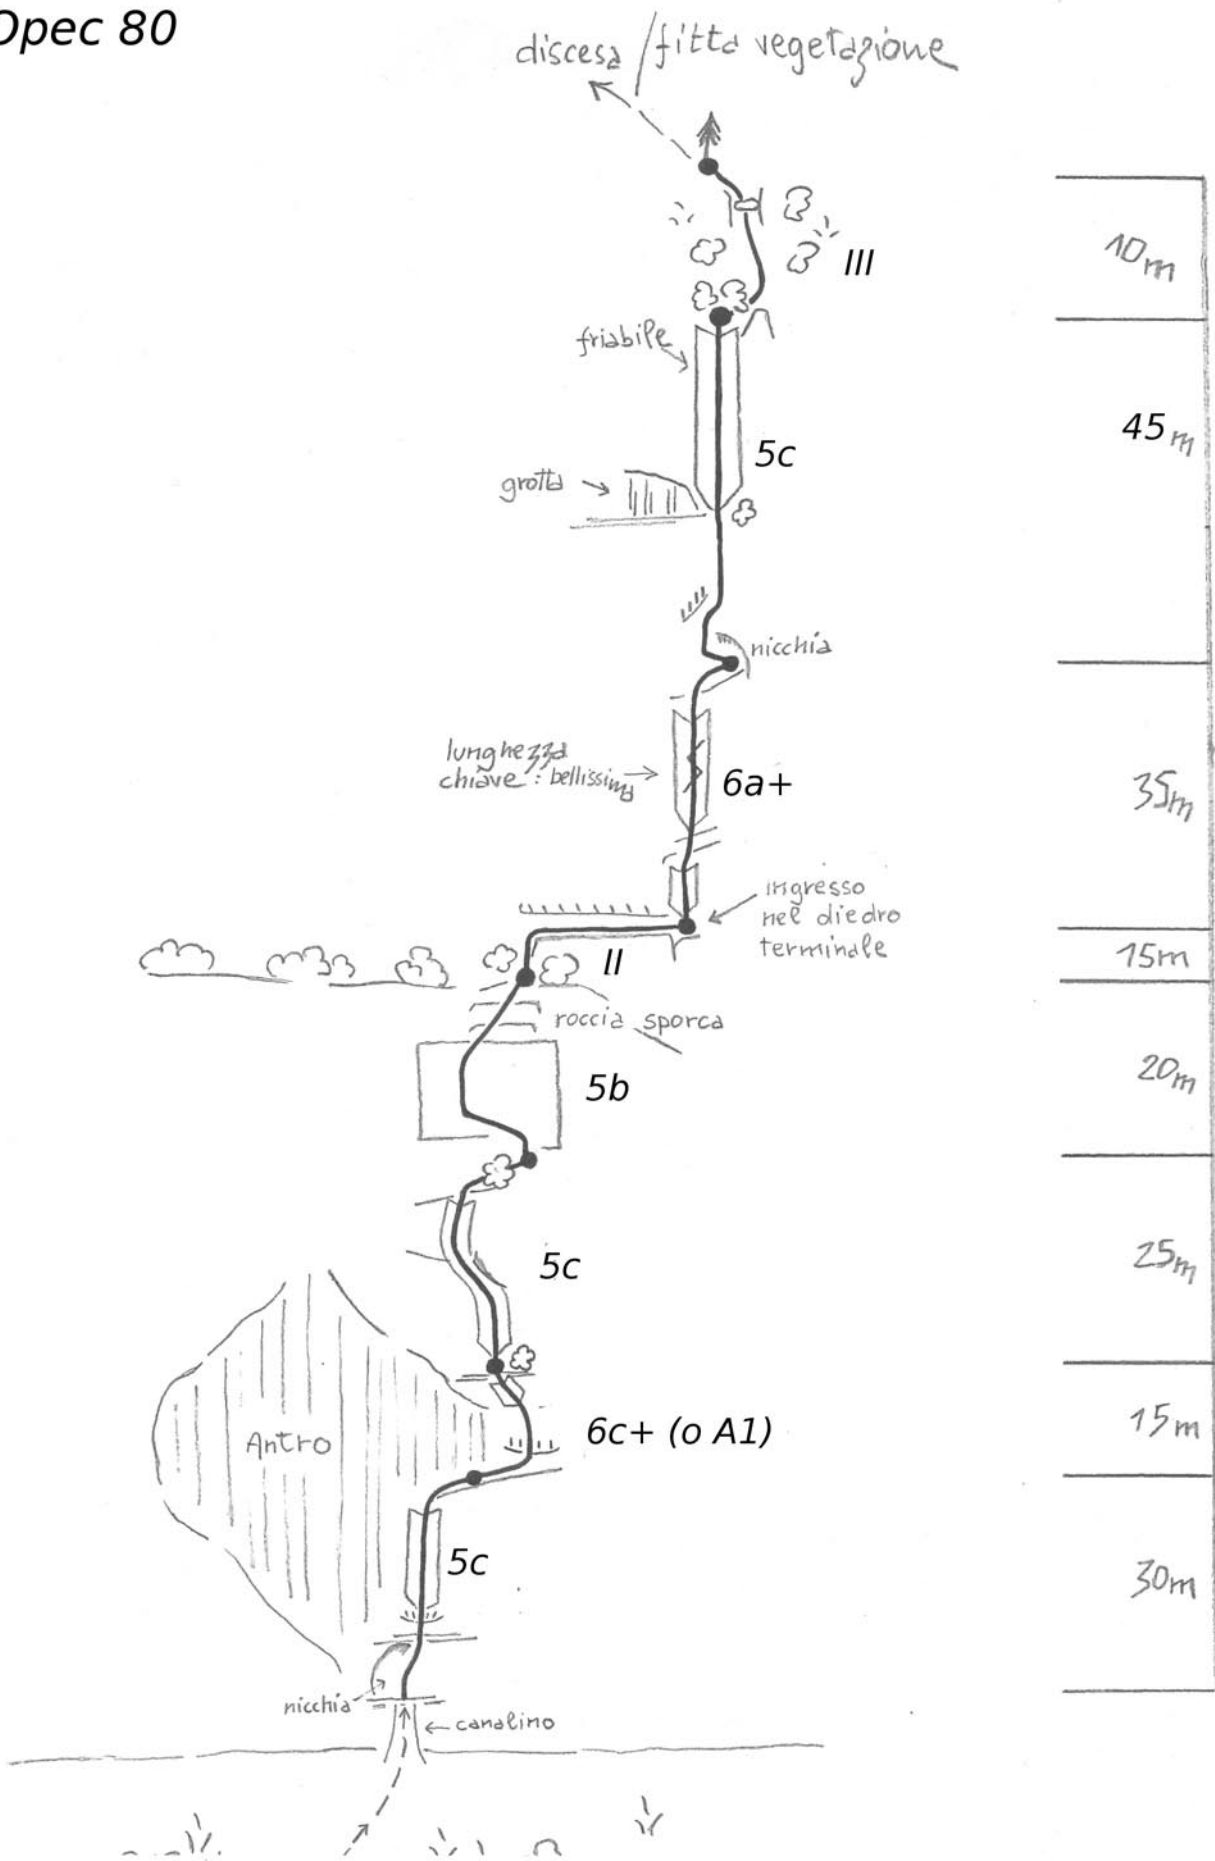 Opec 80
discesa / fitta vegetazione
10m
III
friabile
45m
5c
grotta
nicchia
lunghezza
chiave : bellissima
6a+
35m
ingresso
nel diedro
terminale
II
15m
roccia sporca
20m
5b
5c
25m
6c+ (o A1)
15m
Antro
5c
30m
nicchia
canalino